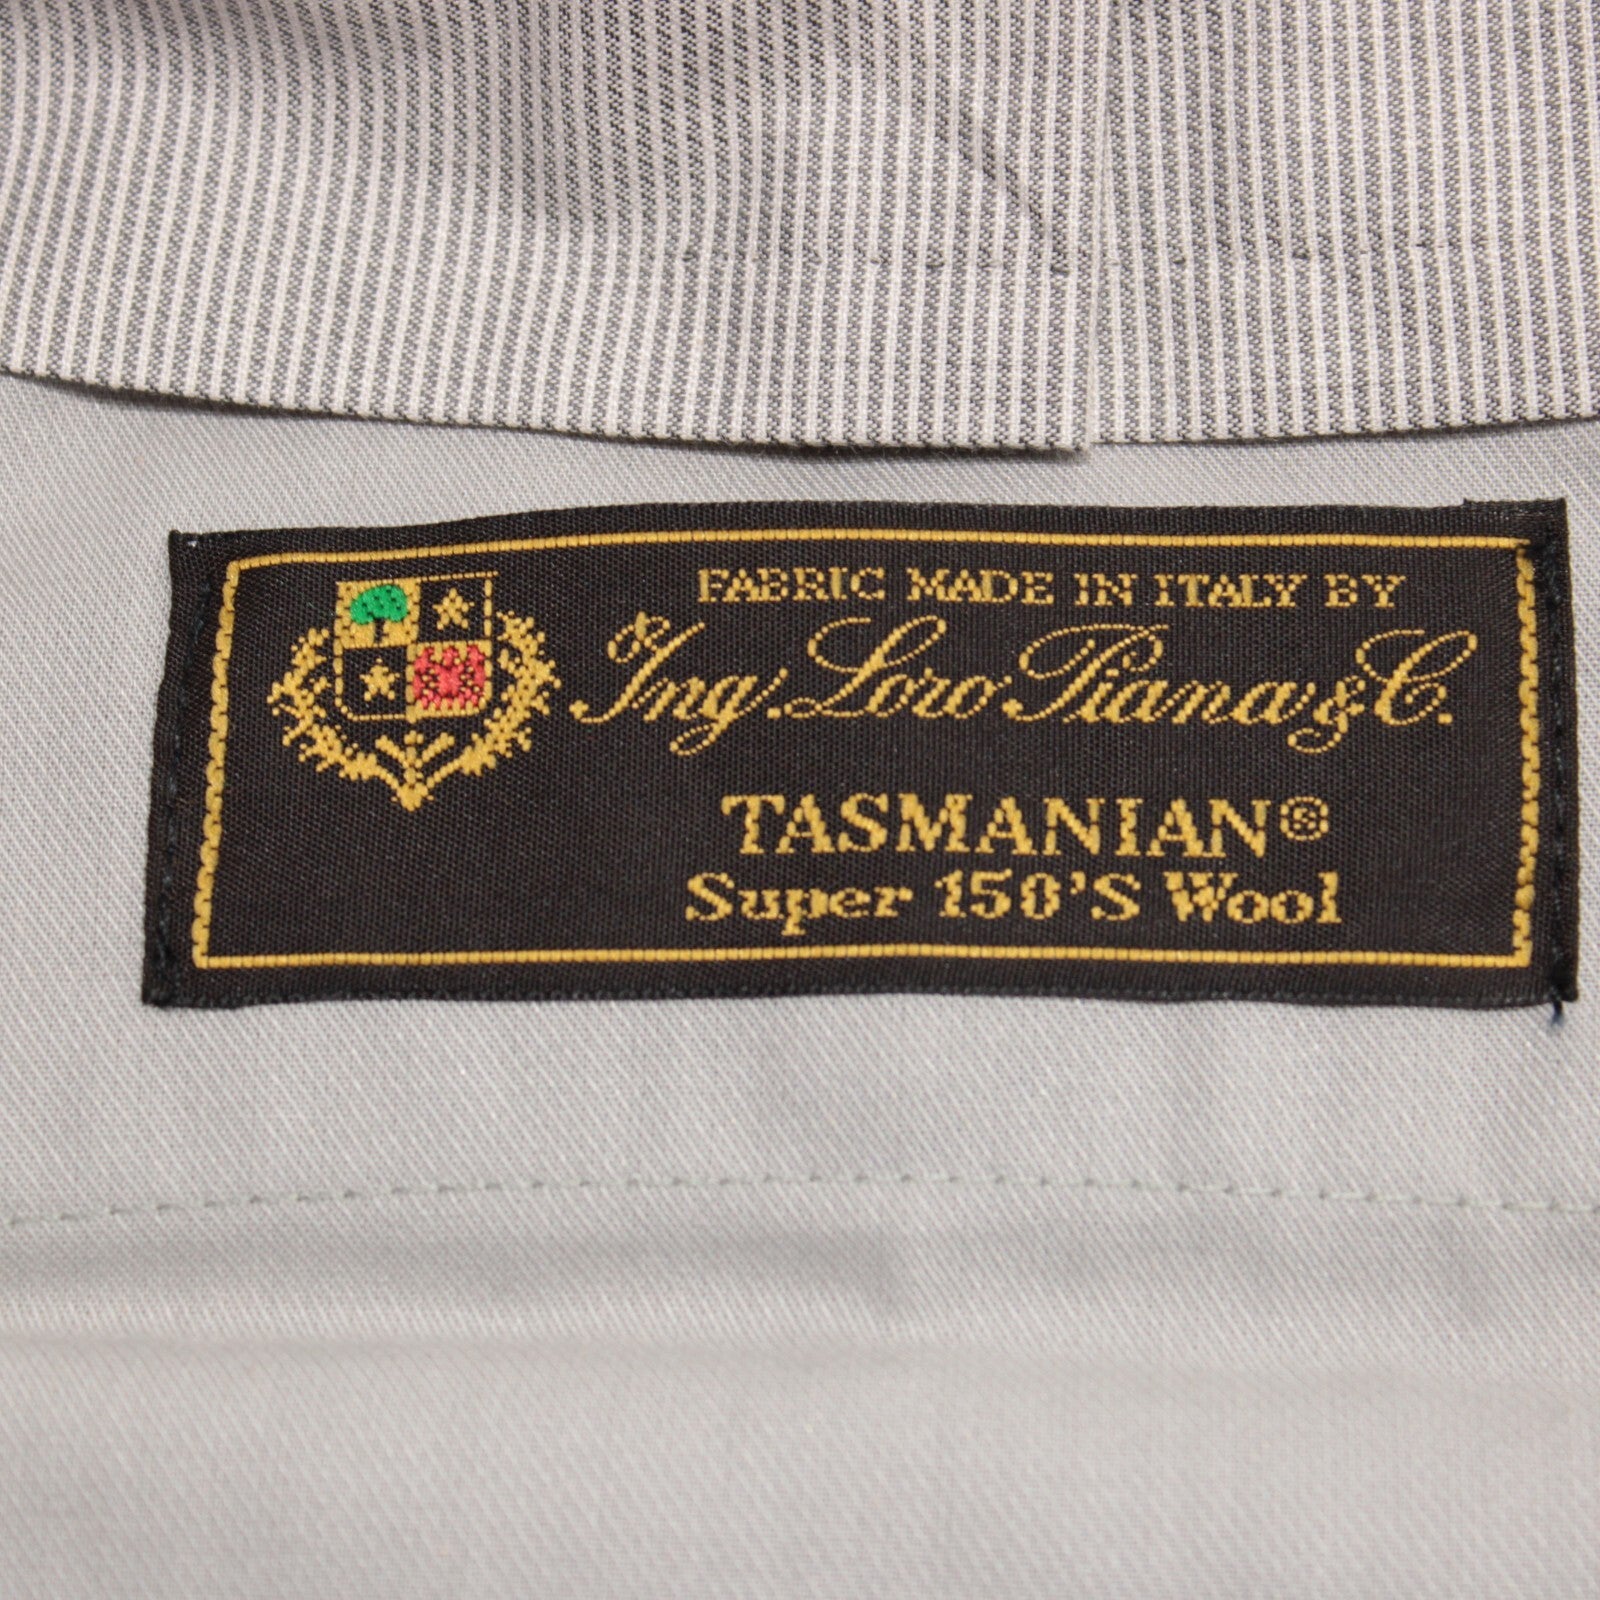 FABRIC MADE IN ITALY BY
Ing. Loro Piana & C.
TASMANIAN®
Super 150'S Wool